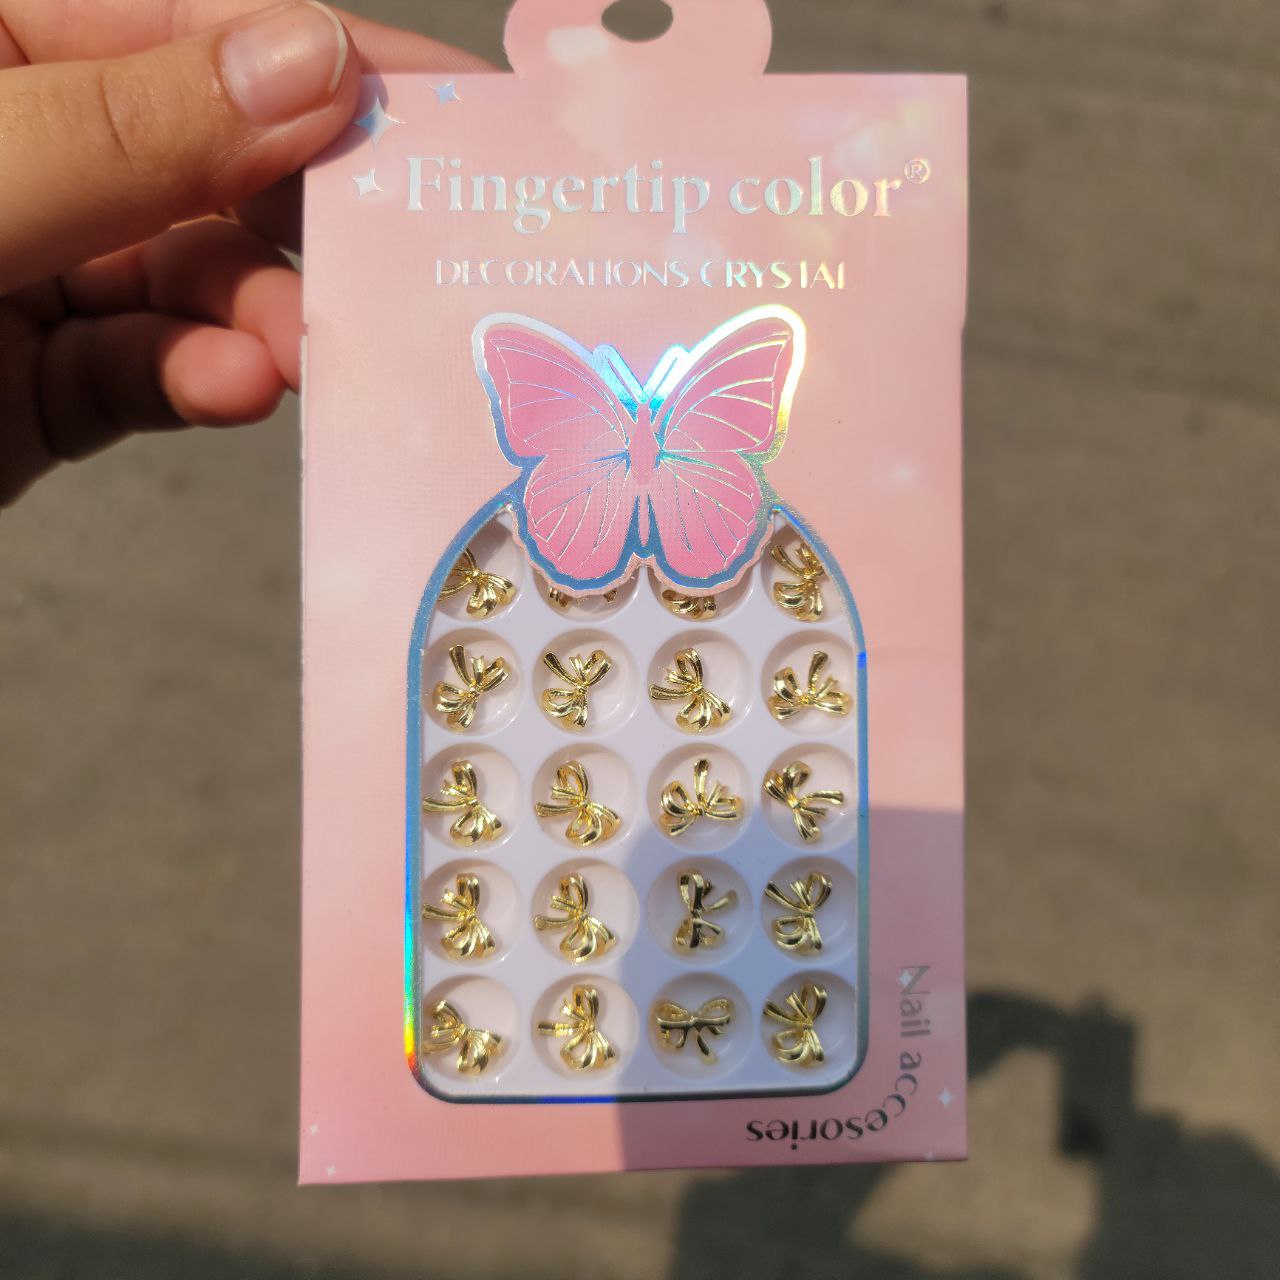 Fingertip color®
DECORATIONS CRYSTAL
Nail accesories